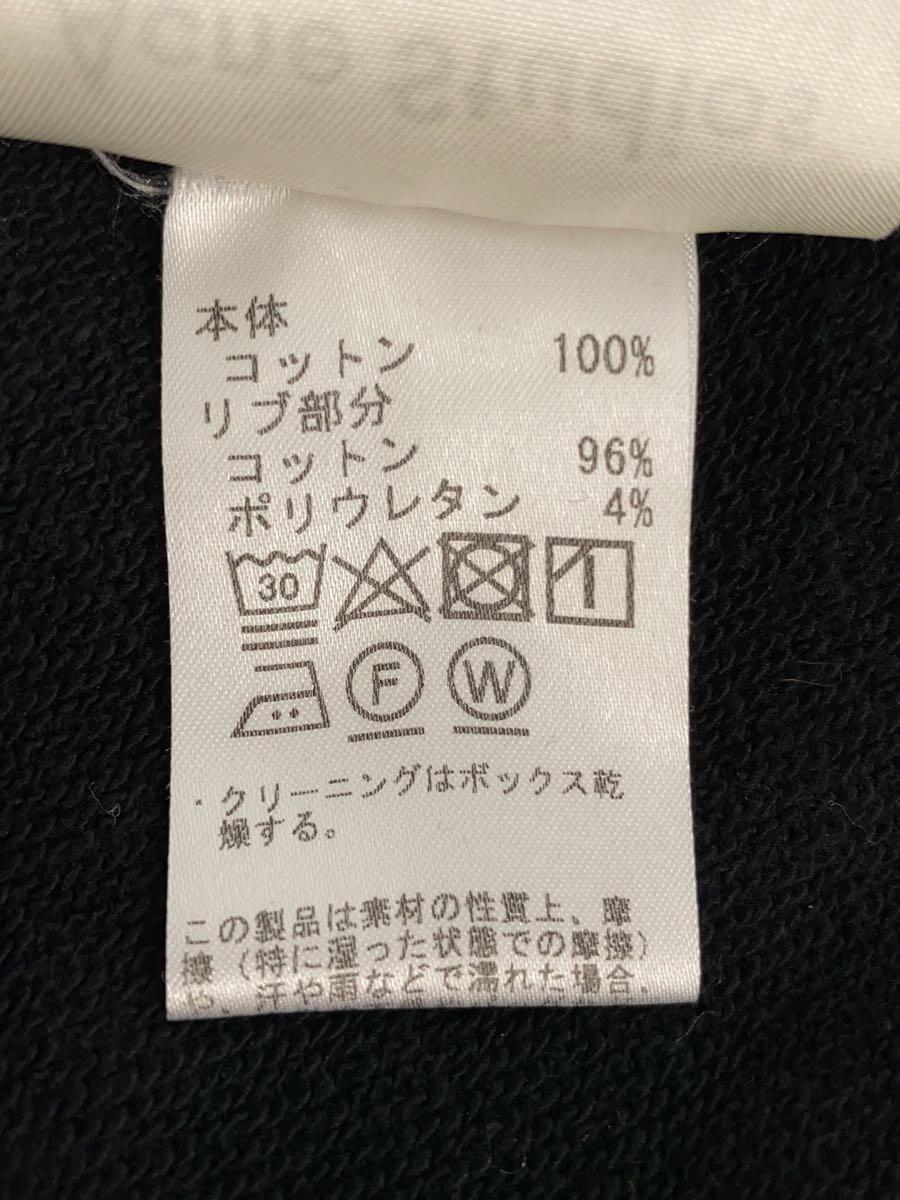 本体
コットン 100%
リブ部分
コットン 96%
ポリウレタン 4%
30
F W
・クリーニングはボックス乾
燥する。
この製品は素材の性質上、摩
擦(特に湿った状態での摩擦)
や、汗や雨などで濡れた場合、